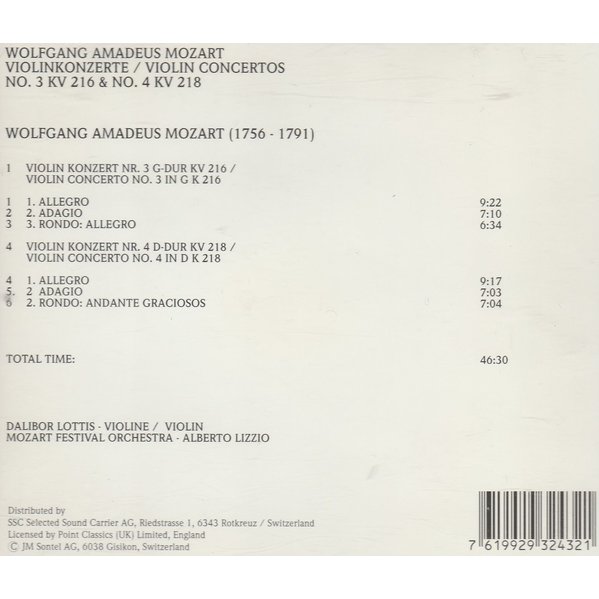 WOLFGANG AMADEUS MOZART
VIOLINKONZERTE / VIOLIN CONCERTOS
NO. 3 KV 216 & NO. 4 KV 218
WOLFGANG AMADEUS MOZART (1756 - 1791)
1 VIOLIN KONZERT NR. 3 G-DUR KV 216 /
VIOLIN CONCERTO NO. 3 IN G K 216
1 1. ALLEGRO 9:22
2 2. ADAGIO 7:10
3 3. RONDO: ALLEGRO 6:34
4 VIOLIN KONZERT NR. 4 D-DUR KV 218 /
VIOLIN CONCERTO NO. 4 IN D K 218
4 1. ALLEGRO 9:17
5. 2 ADAGIO 7:03
6 2. RONDO: ANDANTE GRACIOSOS 7:04
TOTAL TIME: 46:30
DALIBOR LOTTIS - VIOLINE / VIOLIN
MOZART FESTIVAL ORCHESTRA - ALBERTO LIZZIO
Distributed by
SSC Selected Sound Carrier AG, Riedstrasse 1, 6343 Rotkreuz / Switzerland
Licensed by Point Classics (UK) Limited, England
© JM Sontel AG, 6038 Gisikon, Switzerland
7 619929 324321